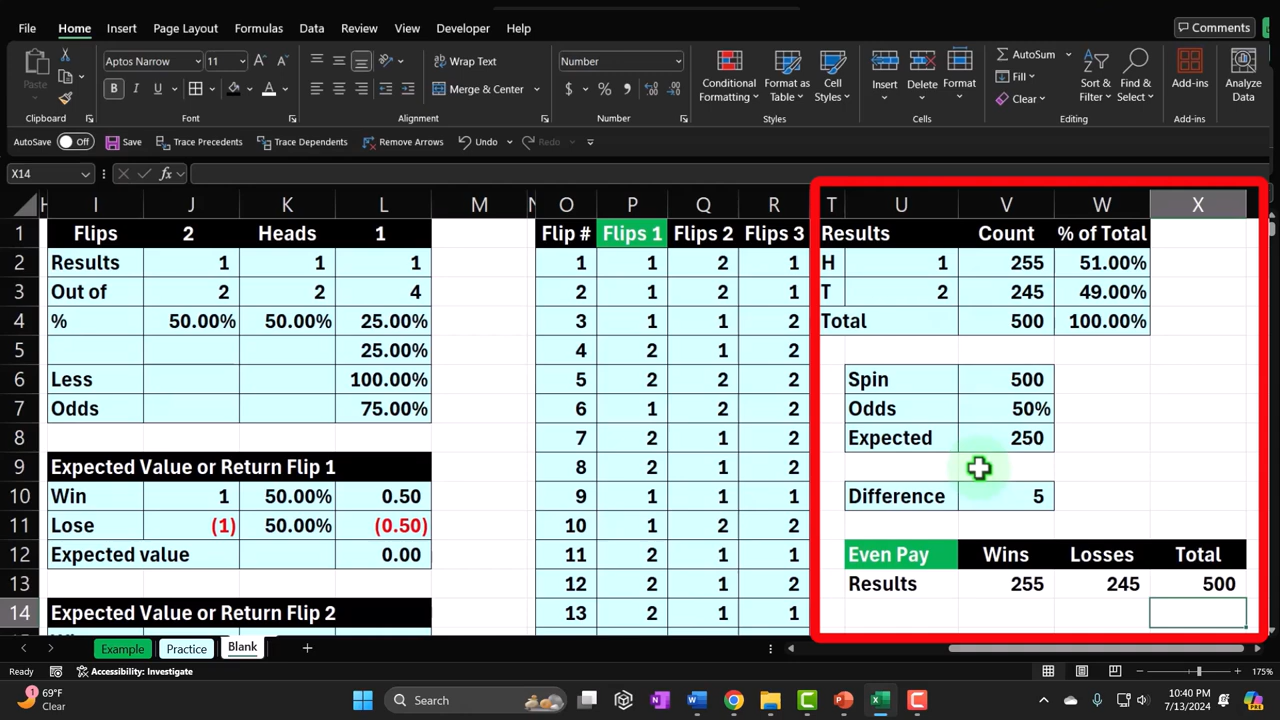 File Home Insert Page Layout Formulas Data Review View Developer Help Comments
Aptos Narrow 11 Wrap Text Number AutoSum
Paste B I U A Merge & Center $ % Conditional Formatting Format as Table Cell Styles Insert Delete Format Fill Clear Sort & Filter Find & Select Add-ins Analyze Data
Clipboard Font Alignment Number Styles Cells Editing Add-ins
AutoSave Off Save Trace Precedents Trace Dependents Remove Arrows Undo Redo
X14 fx
H I J K L M N O P Q R T U V W X
1 Flips 2 Heads 1 Flip # Flips 1 Flips 2 Flips 3 Results Count % of Total
2 Results 1 1 1 1 1 2 1 H 1 255 51.00%
3 Out of 2 2 4 2 1 2 1 T 2 245 49.00%
4 % 50.00% 50.00% 25.00% 3 1 1 2 Total 500 100.00%
5 25.00% 4 2 1 2
6 Less 100.00% 5 2 2 2 Spin 500
7 Odds 75.00% 6 1 2 2 Odds 50%
8 7 2 1 2 Expected 250
9 Expected Value or Return Flip 1 8 2 1 2
10 Win 1 50.00% 0.50 9 1 1 1 Difference 5
11 Lose (1) 50.00% (0.50) 10 1 2 2
12 Expected value 0.00 11 2 1 1 Even Pay Wins Losses Total
13 12 2 1 1 Results 255 245 500
14 Expected Value or Return Flip 2 13 2 1 1
Example Practice Blank
Ready Accessibility: Investigate 175%
69°F
Clear
Search
10:40 PM
7/13/2024